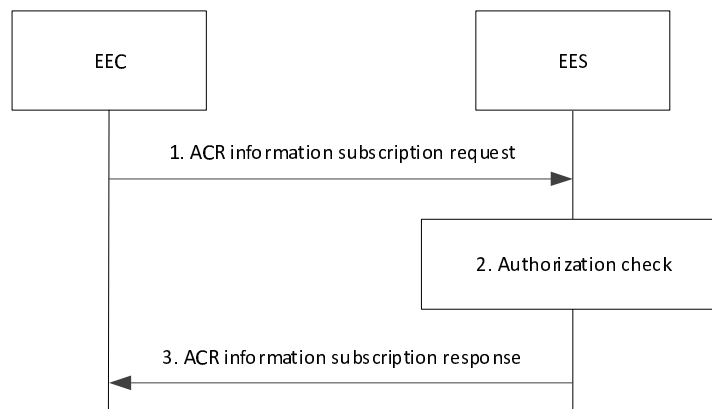 EEC
EES
1. ACR information subscription request
2. Authorization check
3. ACR information subscription response